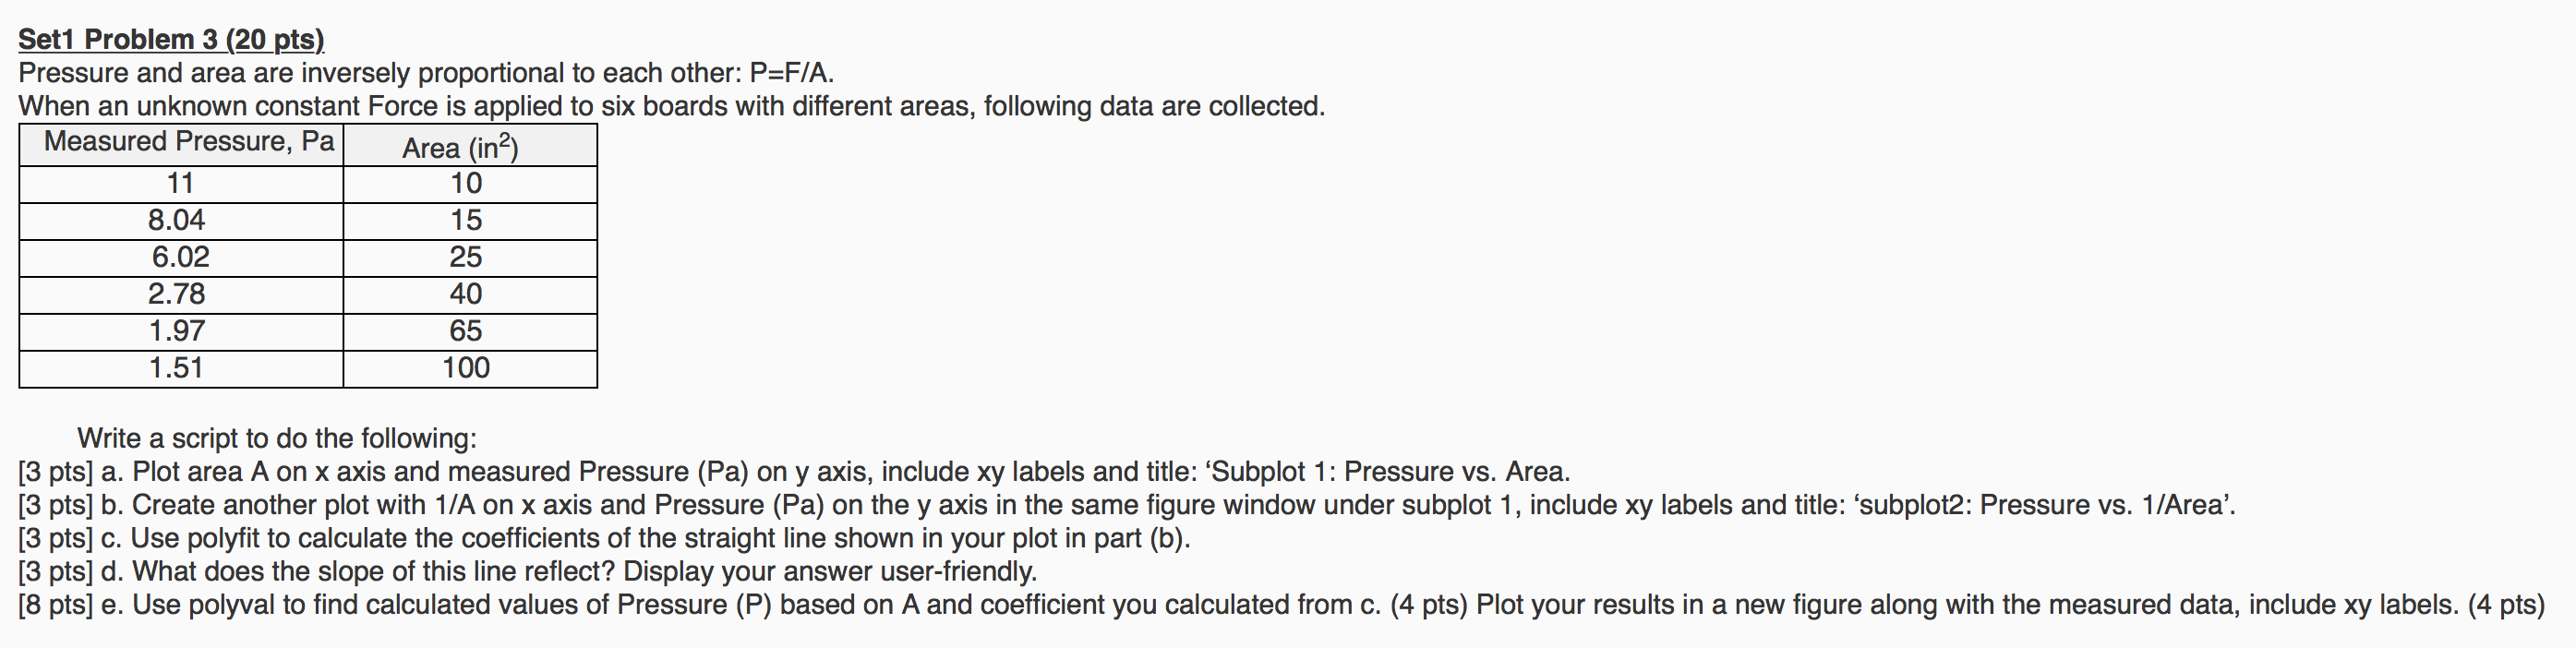 Set1 Problem 3 (20 pts)
Pressure and area are inversely proportional to each other: P=F/A.
When an unknown constant Force is applied to six boards with different areas, following data are collected.
Measured Pressure, Pa Area (in²)
11 10
8.04 15
6.02 25
2.78 40
1.97 65
1.51 100
Write a script to do the following:
[3 pts] a. Plot area A on x axis and measured Pressure (Pa) on y axis, include xy labels and title: ‘Subplot 1: Pressure vs. Area.
[3 pts] b. Create another plot with 1/A on x axis and Pressure (Pa) on the y axis in the same figure window under subplot 1, include xy labels and title: ‘subplot2: Pressure vs. 1/Area’.
[3 pts] c. Use polyfit to calculate the coefficients of the straight line shown in your plot in part (b).
[3 pts] d. What does the slope of this line reflect? Display your answer user-friendly.
[8 pts] e. Use polyval to find calculated values of Pressure (P) based on A and coefficient you calculated from c. (4 pts) Plot your results in a new figure along with the measured data, include xy labels. (4 pts)